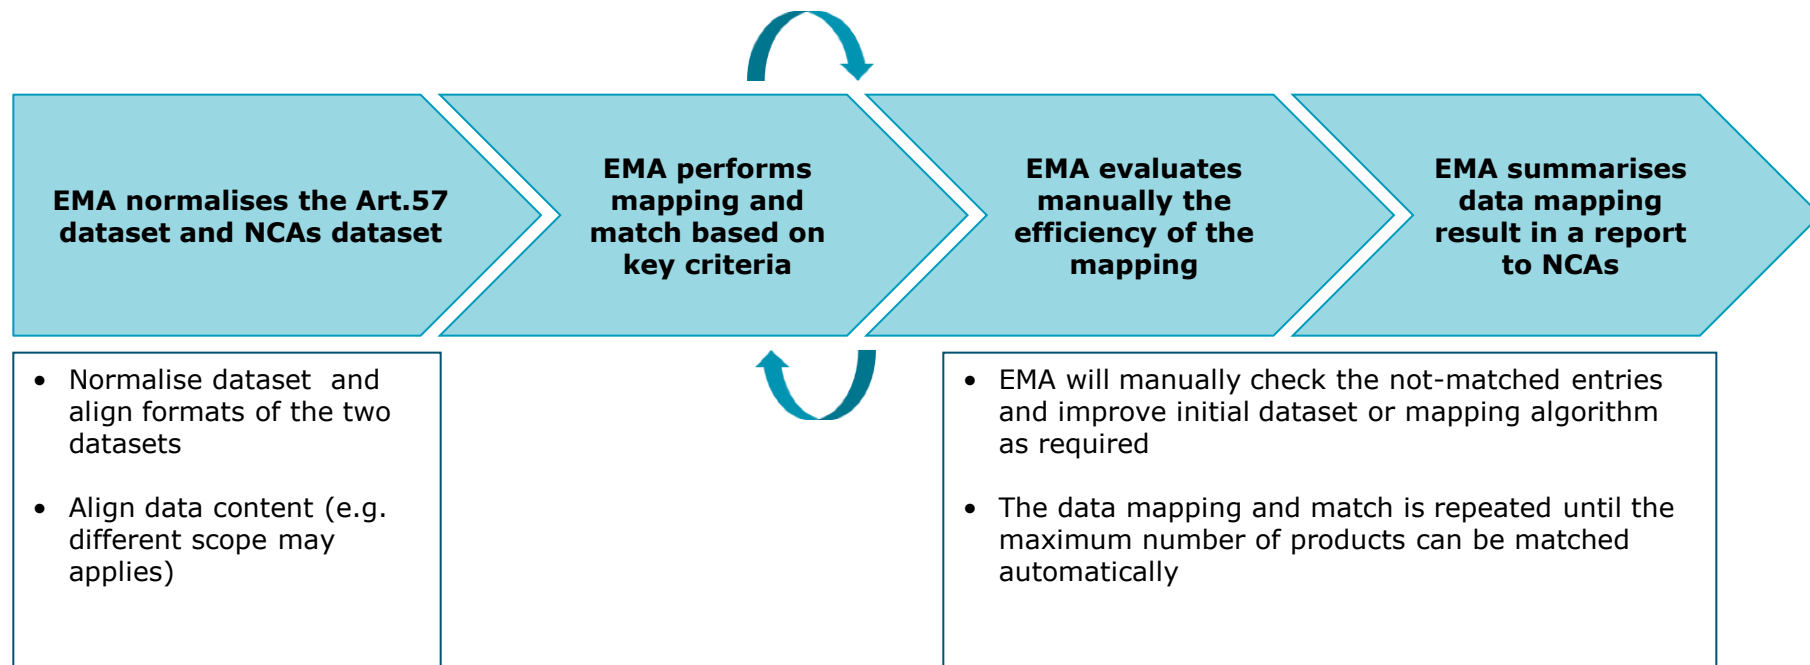 EMA normalises the Art.57
dataset and NCAs dataset
EMA performs
mapping and
match based on
key criteria
EMA evaluates
manually the
efficiency of the
mapping
EMA summarises
data mapping
result in a report
to NCAs
• Normalise dataset  and
align formats of the two
datasets
• Align data content (e.g.
different scope may
applies)
• EMA will manually check the not-matched entries
and improve initial dataset or mapping algorithm
as required
• The data mapping and match is repeated until the
maximum number of products can be matched
automatically